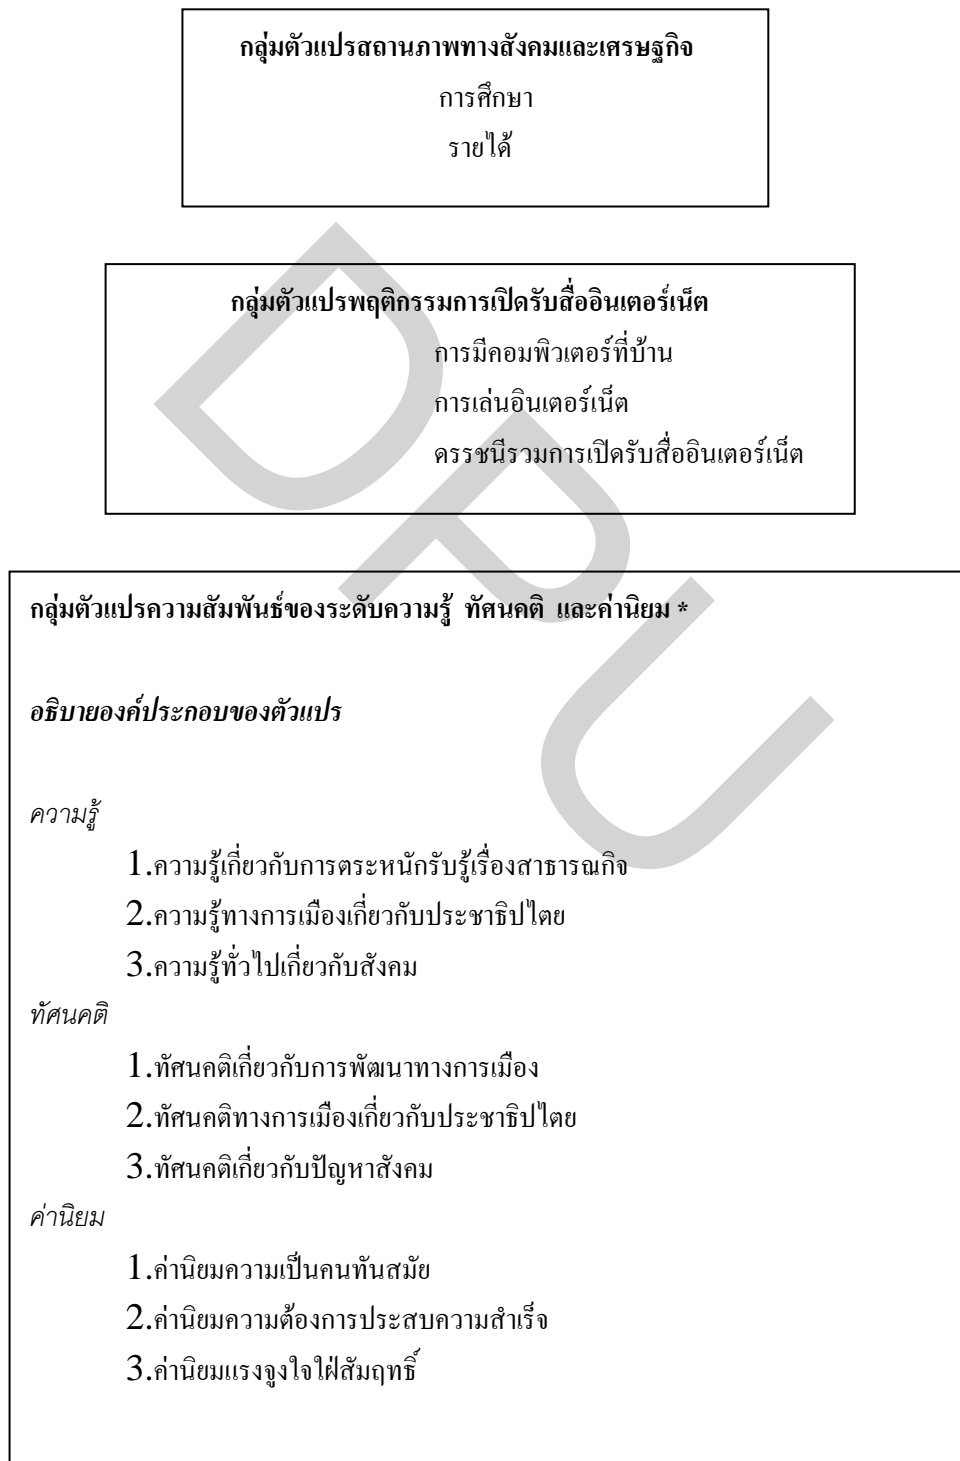 กลุ่มตัวแปรสถานภาพทางสังคมและเศรษฐกิจ
การศึกษา
รายได้
กลุ่มตัวแปรพฤติกรรมการเปิดรับสื่ออินเตอร์เน็ต
การมีคอมพิวเตอร์ที่บ้าน
การเล่นอินเตอร์เน็ต
ดรรชนีรวมการเปิดรับสื่ออินเตอร์เน็ต
กลุ่มตัวแปรความสัมพันธ์ของระดับความรู้ ทัศนคติ และค่านิยม *
อธิบายองค์ประกอบของตัวแปร
ความรู้
1.ความรู้เกี่ยวกับการตระหนักรับรู้เรื่องสาธารณกิจ
2.ความรู้ทางการเมืองเกี่ยวกับประชาธิปไตย
3.ความรู้ทั่วไปเกี่ยวกับสังคม
ทัศนคติ
1.ทัศนคติเกี่ยวกับการพัฒนาทางการเมือง
2.ทัศนคติทางการเมืองเกี่ยวกับประชาธิปไตย
3.ทัศนคติเกี่ยวกับปัญหาสังคม
ค่านิยม
1.ค่านิยมความเป็นคนทันสมัย
2.ค่านิยมความต้องการประสบความสำเร็จ
3.ค่านิยมแรงจูงใจใฝ่สัมฤทธิ์
DPU